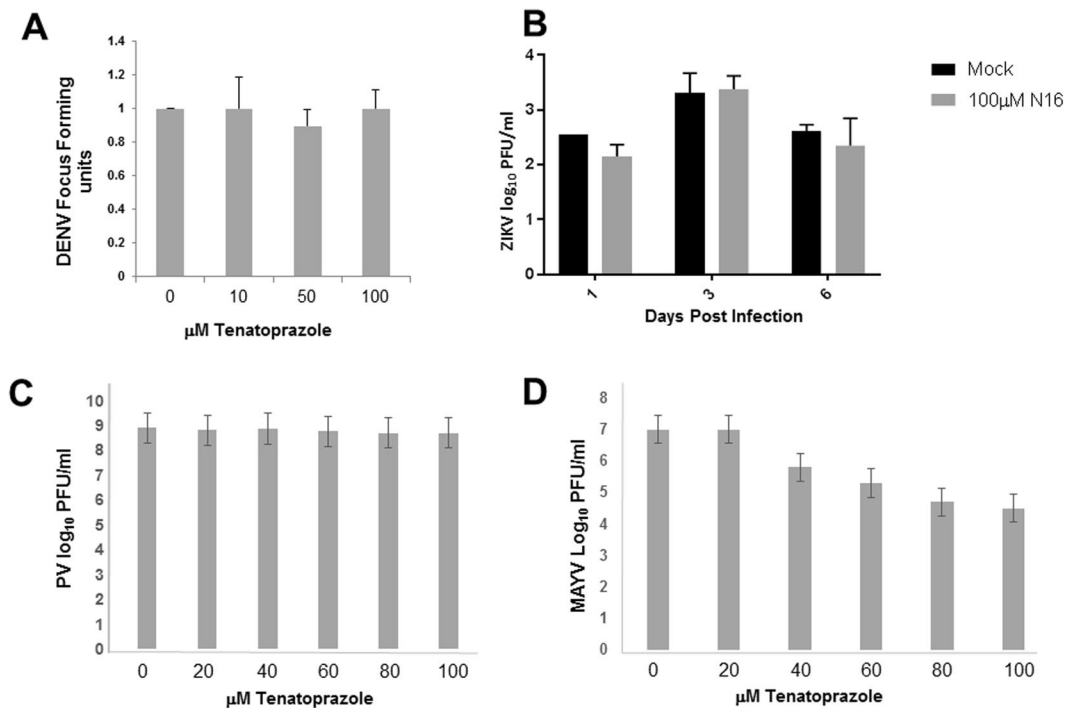 A
DENV Focus Forming
units
1.4
1.2
1
0.8
0.6
0.4
0.2
0
0 10 50 100
μM Tenatoprazole
B
ZIKV log₁₀ PFU/ml
4
3
2
1
0
1 3 6
Days Post Infection
Mock
100μM N16
C
PV log₁₀ PFU/ml
10
9
8
7
6
5
4
3
2
1
0
0 20 40 60 80 100
μM Tenatoprazole
D
MAYV Log₁₀ PFU/ml
8
7
6
5
4
3
2
1
0
0 20 40 60 80 100
μM Tenatoprazole